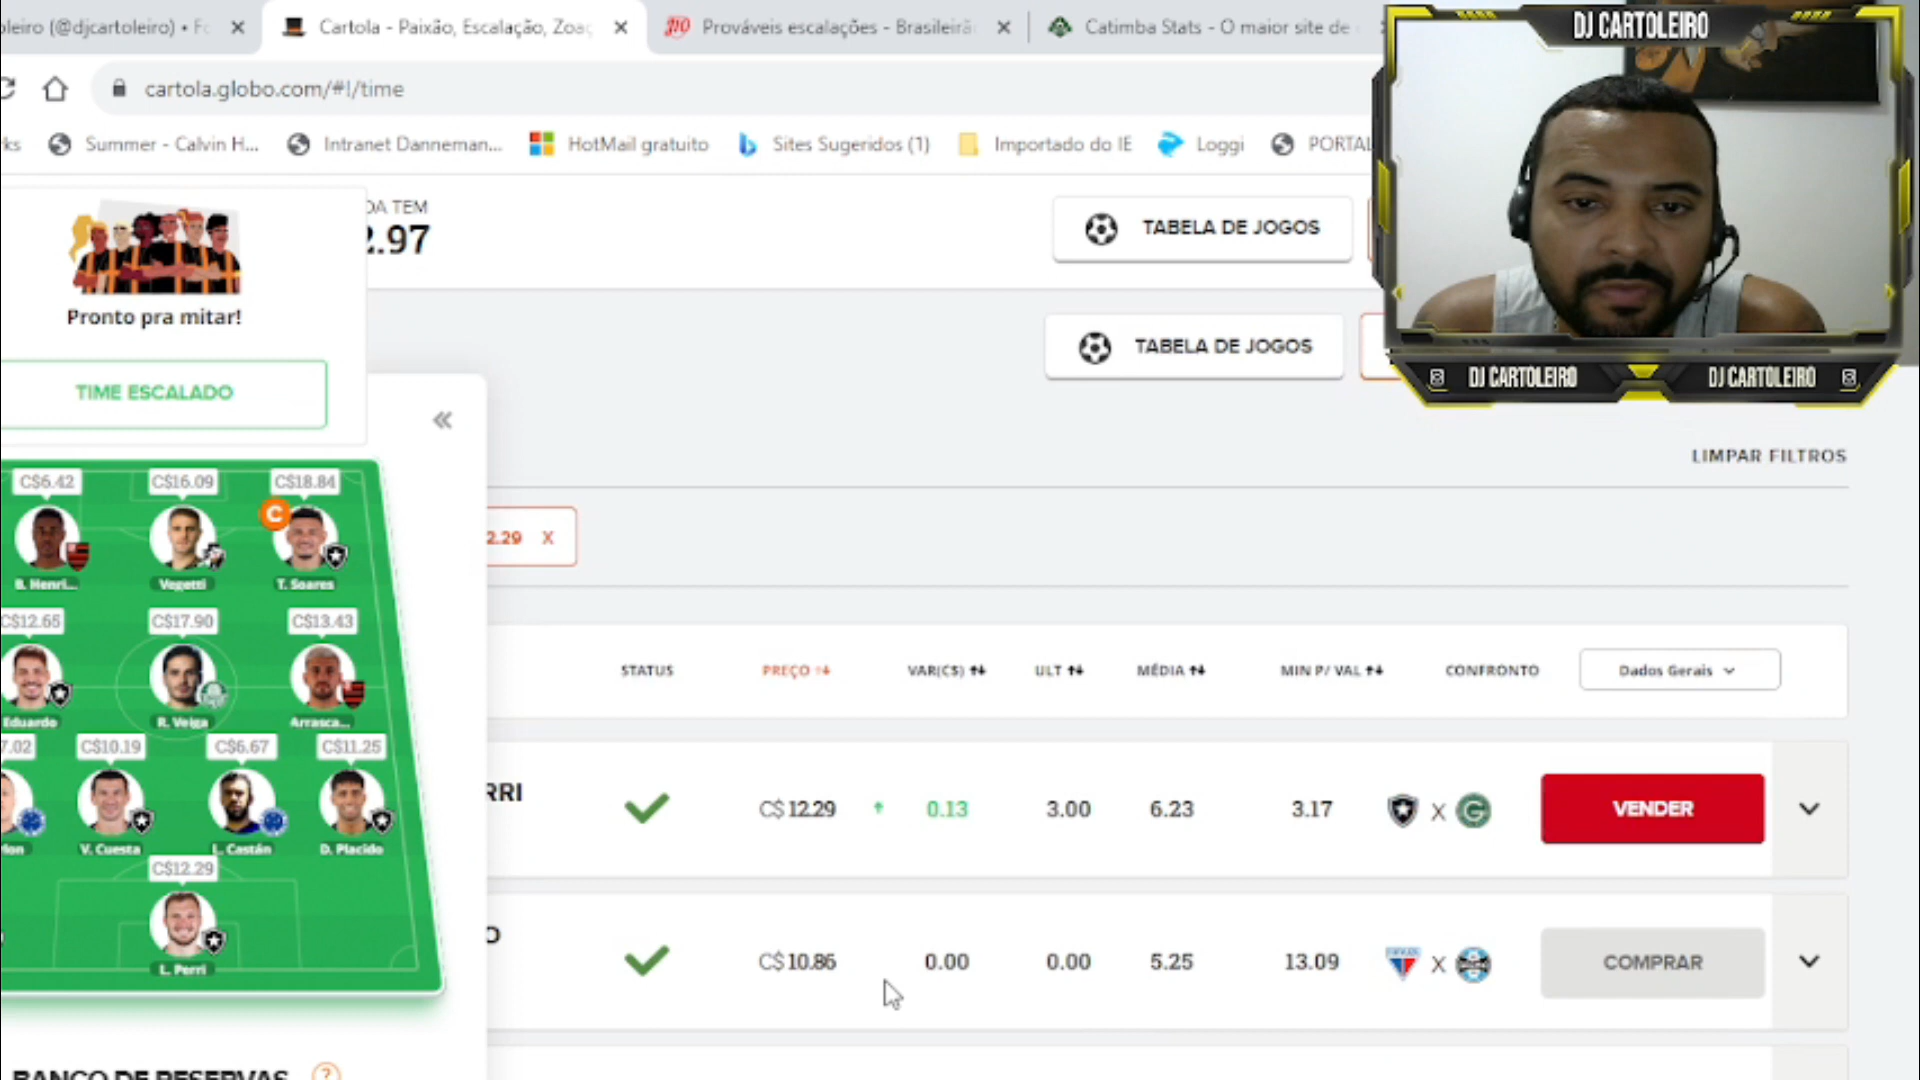 oleiro (@djcartoleiro) • Fo
Cartola - Paixão, Escalação, Zoaç
Prováveis escalações - Brasileirã
Catimba Stats - O maior site de
cartola.globo.com/#!/time
ks
Summer - Calvin H...
Intranet Danneman...
HotMail gratuito
Sites Sugeridos (1)
Importado do IE
Loggi
PORTAL
DJ CARTOLEIRO
DJ CARTOLEIRO
DJ CARTOLEIRO
DA TEM
2.97
TABELA DE JOGOS
Pronto pra mitar!
TIME ESCALADO
TABELA DE JOGOS
LIMPAR FILTROS
2.29 X
C$6.42
C$16.09
C$18.84
C
B. Henri...
Vegetti
T. Soares
C$12.65
C$17.90
C$13.43
Eduardo
R. Veiga
Arrasca...
7.02
C$10.19
C$6.67
C$11.25
lon
V. Cuesta
L. Castán
D. Placido
C$12.29
L. Perri
STATUS
PREÇO
VAR(C$)
ULT
MÉDIA
MIN P/ VAL
CONFRONTO
Dados Gerais
RRI
C$ 12.29
0.13
3.00
6.23
3.17
X
VENDER
O
C$ 10.86
0.00
0.00
5.25
13.09
X
COMPRAR
BANCO DE RESERVAS ?